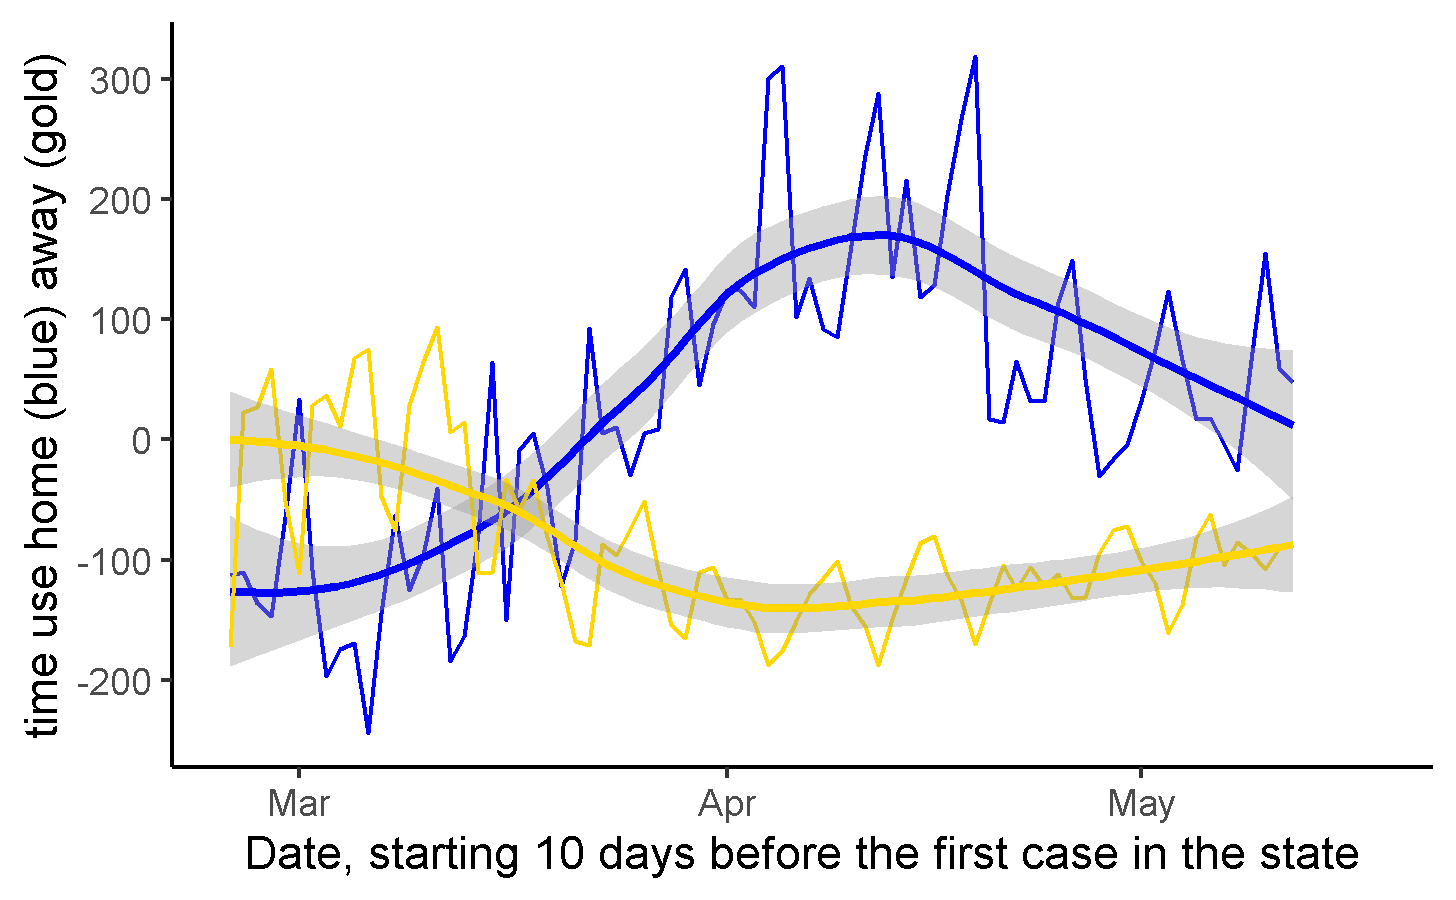 time use home (blue) away (gold)
300
200
100
0
-100
-200
Mar Apr May
Date, starting 10 days before the first case in the state